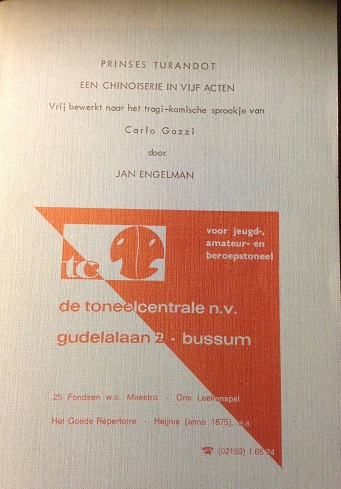 PRINSES TURANDOT
EEN CHINOISERIE IN VIJF ACTEN
Vrij bewerkt naar het tragi-komische sprookje van
Carlo Gozzi
door
JAN ENGELMAN
voor jeugd-,
amateur- en
beroepstoneel
tc
de toneelcentrale n.v.
gudelalaan 2 - bussum
25 Fondsen w.o. Maestro - Ons Leekenspel
Het Goede Repertoire - Heijnis (anno 1875), e.a.
☎ (02159) 1 65 74